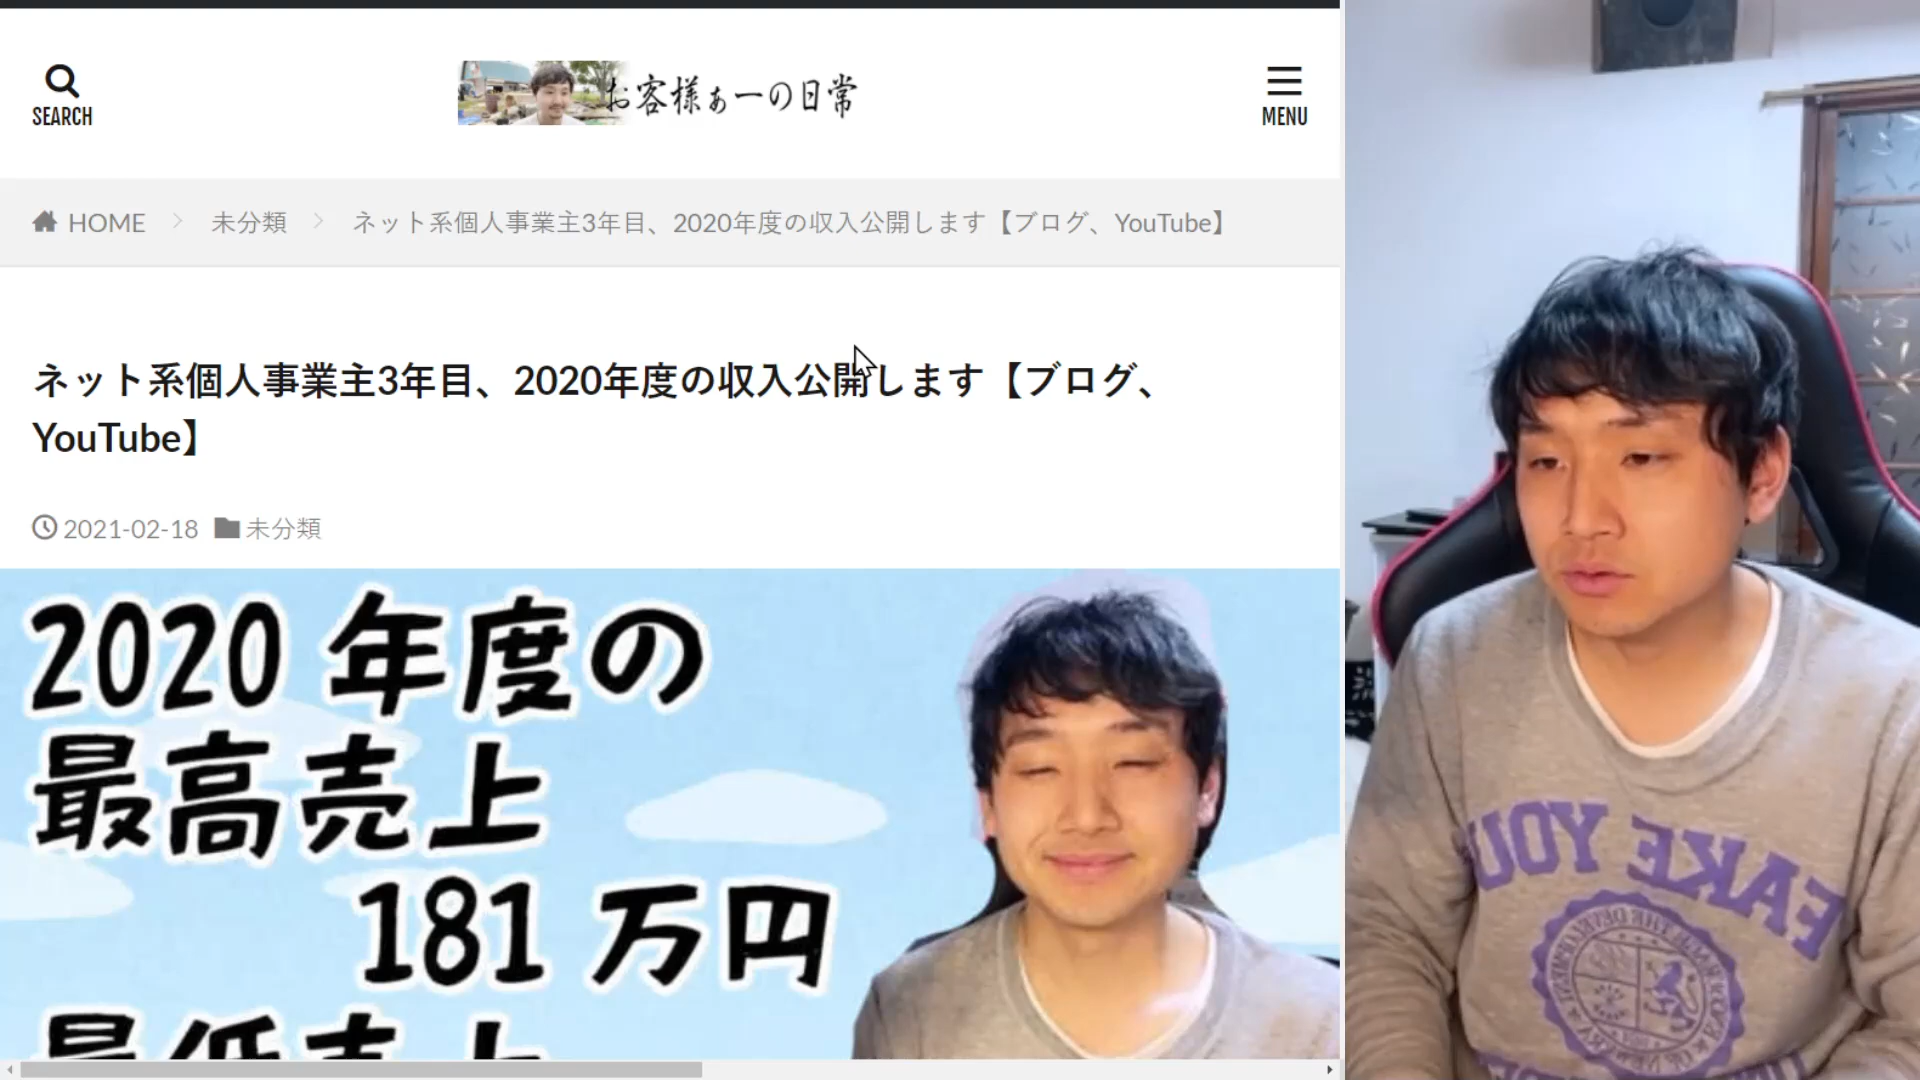 SEARCH
お客様ぁーの日常
MENU
HOME
未分類
ネット系個人事業主3年目、2020年度の収入公開します【ブログ、YouTube】
ネット系個人事業主3年目、2020年度の収入公開します【ブログ、
YouTube】
2021-02-18
未分類
2020年度の
最高売上
181万円
最低売上
FAKE YOU